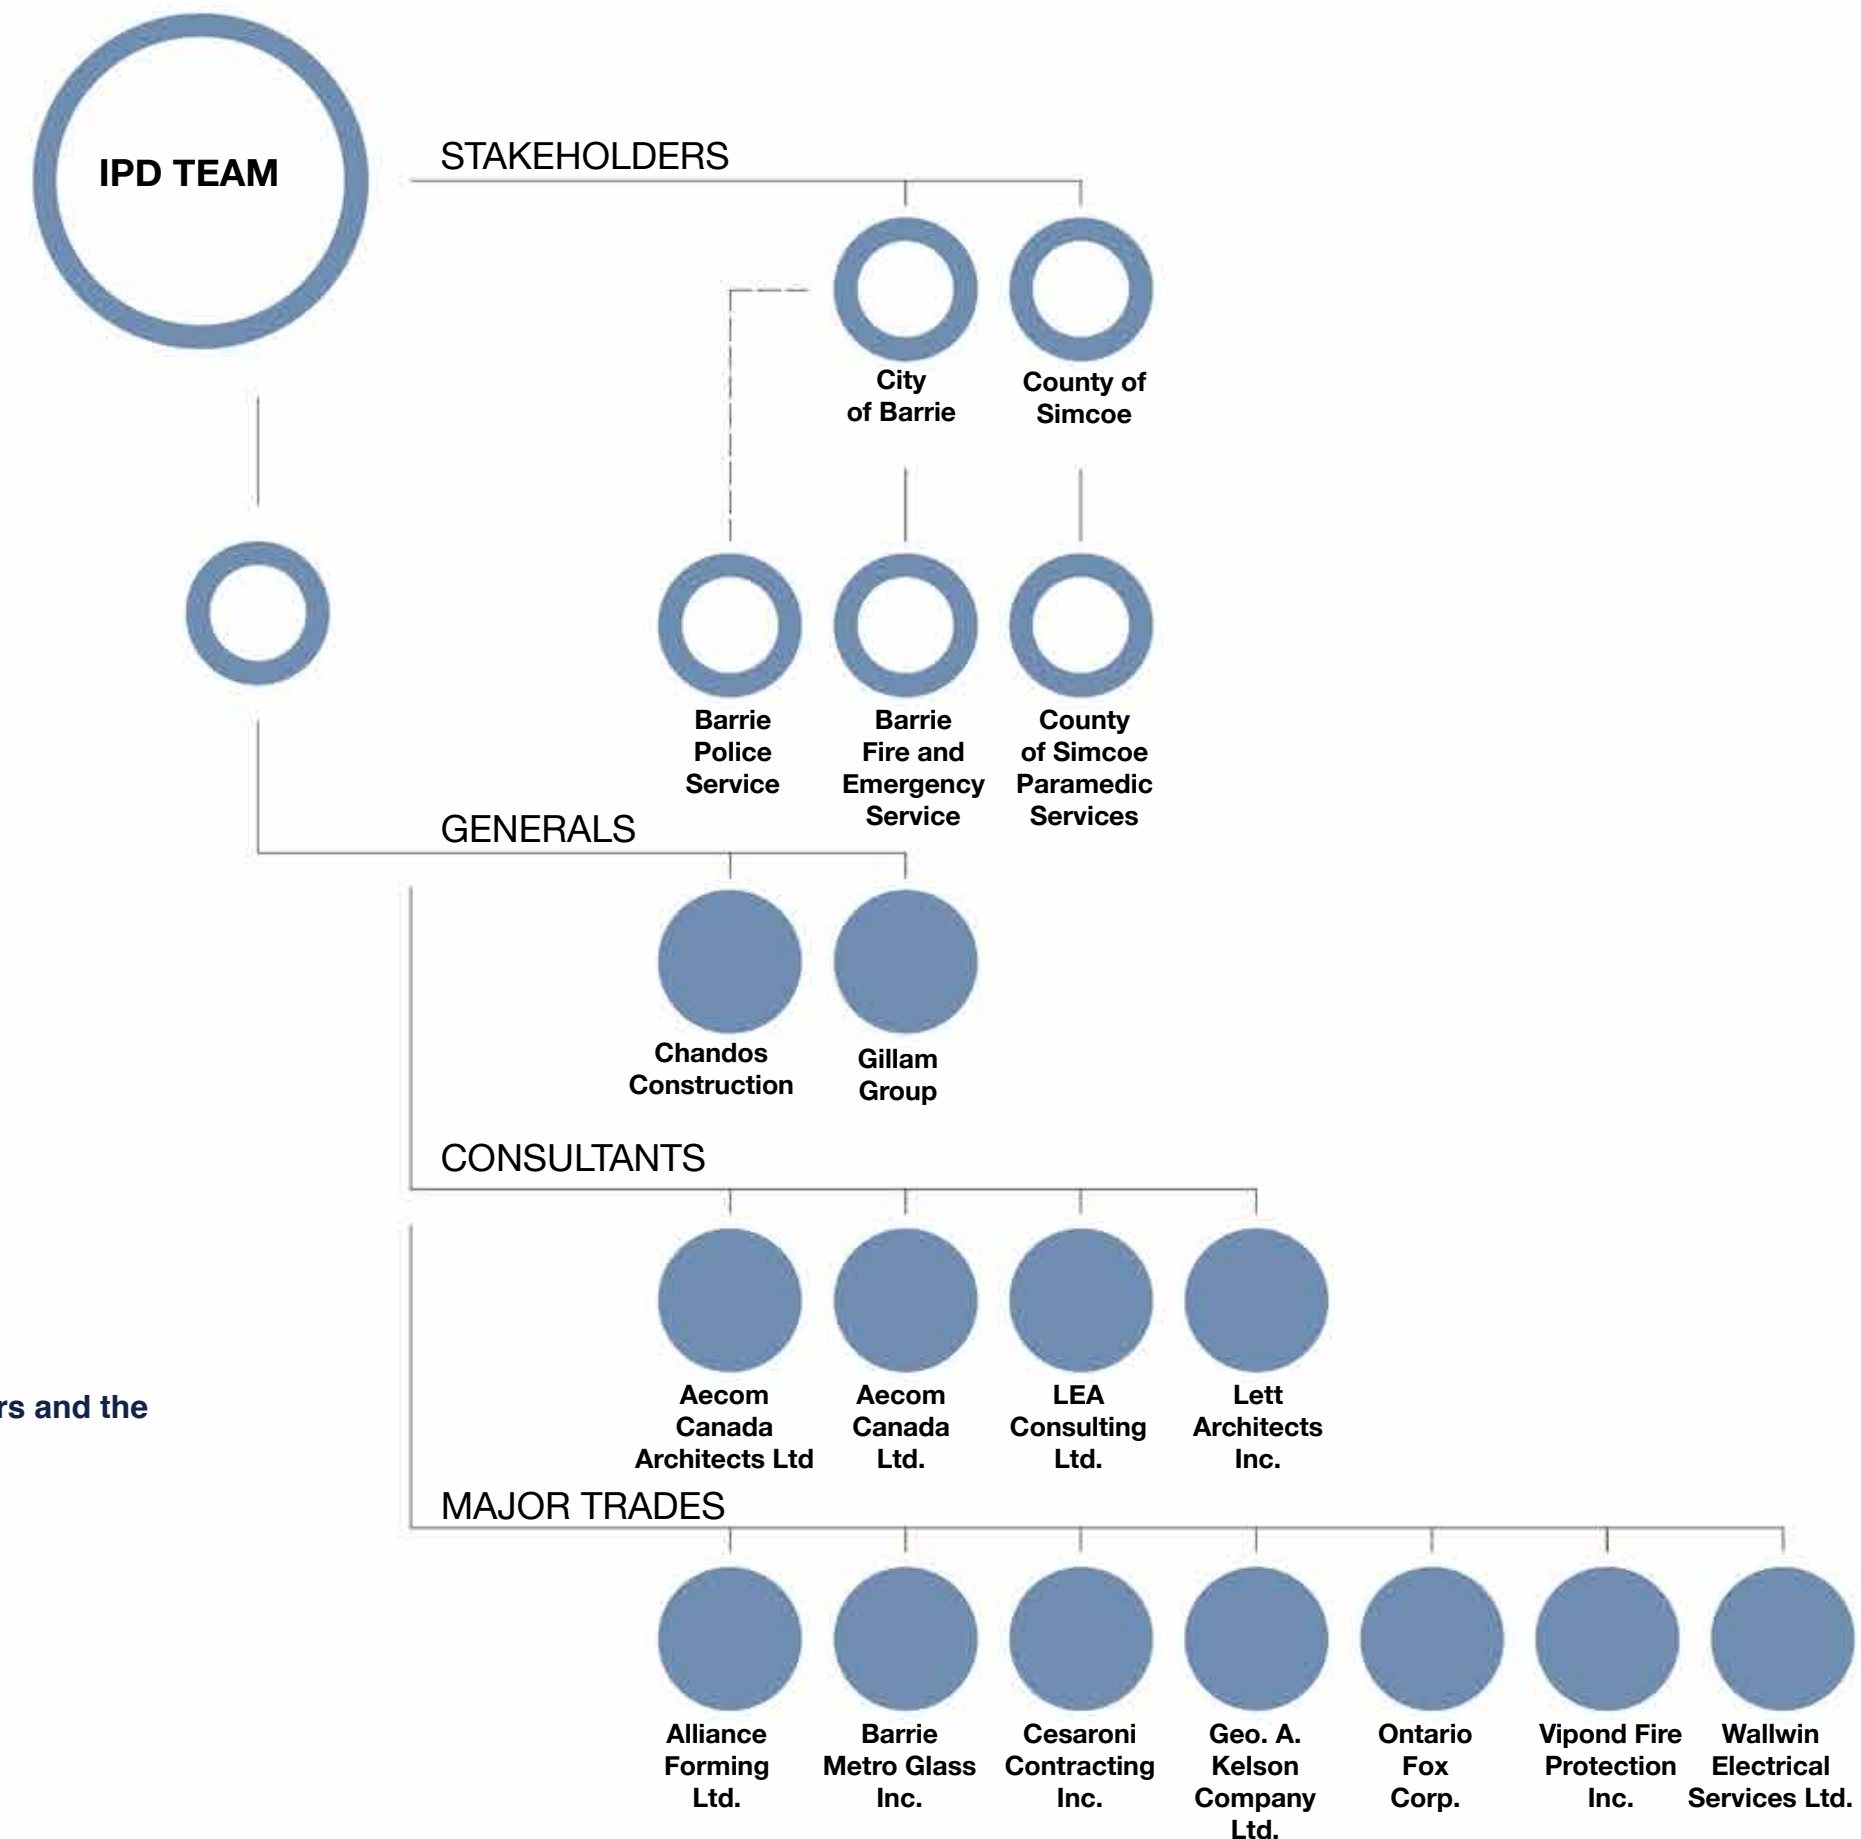 IPD TEAM
STAKEHOLDERS
City
of Barrie
County of
Simcoe
Barrie
Police
Service
Barrie
Fire and
Emergency
Service
County
of Simcoe
Paramedic
Services
GENERALS
Chandos
Construction
Gillam
Group
CONSULTANTS
Aecom
Canada
Architects Ltd
Aecom
Canada
Ltd.
LEA
Consulting
Ltd.
Lett
Architects
Inc.
rs and the
MAJOR TRADES
Alliance
Forming
Ltd.
Barrie
Metro Glass
Inc.
Cesaroni
Contracting
Inc.
Geo. A.
Kelson
Company
Ltd.
Ontario
Fox
Corp.
Vipond Fire
Protection
Inc.
Wallwin
Electrical
Services Ltd.